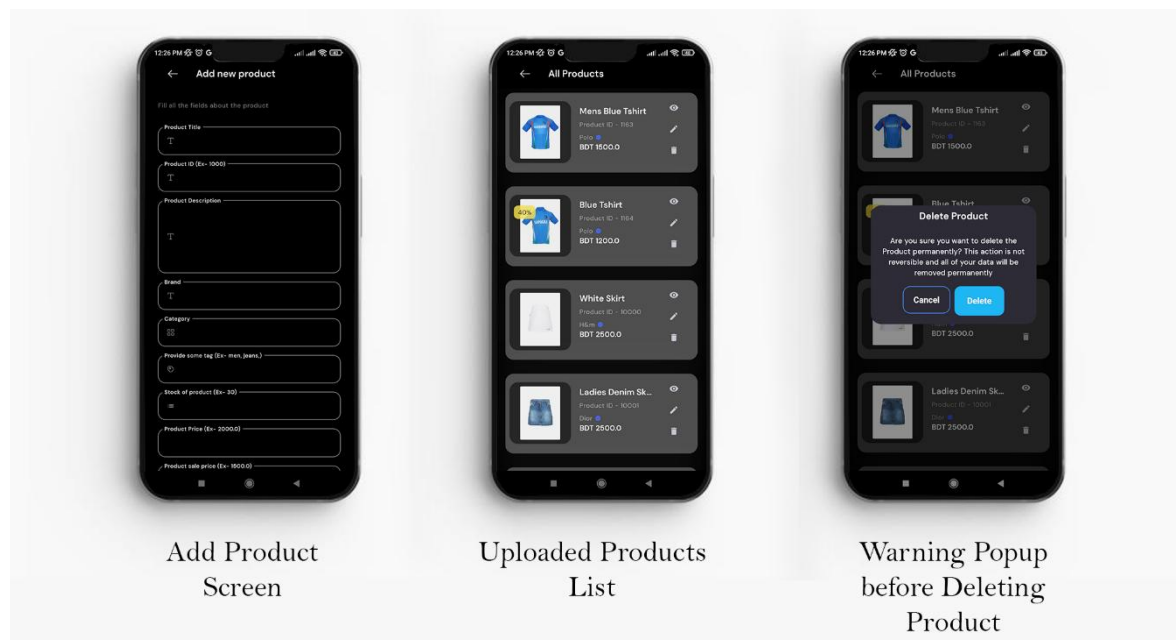 12:26 PM G
Add new product
Fill all the fields about the product
Product Title
Product ID (Ex- 1000)
Product Description
Brand
Category
Provide some tag (Ex- men, jeans,)
Stock of product (Ex- 30)
Product Price (Ex- 2000.0)
Product sale price (Ex- 1800.0)
Add Product
Screen
12:26 PM G
All Products
Mens Blue Tshirt
Product ID - 1163
Polo
BDT 1500.0
40%
Blue Tshirt
Product ID - 1164
Polo
BDT 1200.0
White Skirt
Product ID - 10000
H&m
BDT 2500.0
Ladies Denim Sk...
Product ID - 10001
Dior
BDT 2500.0
Uploaded Products
List
12:26 PM G
All Products
Mens Blue Tshirt
Product ID - 1163
Polo
BDT 1500.0
Blue Tshirt
Delete Product
Are you sure you want to delete the
Product permanently? This action is not
reversible and all of your data will be
removed permanently
Cancel
Delete
BDT 2500.0
Ladies Denim Sk...
Product ID - 10001
Dior
BDT 2500.0
Warning Popup
before Deleting
Product